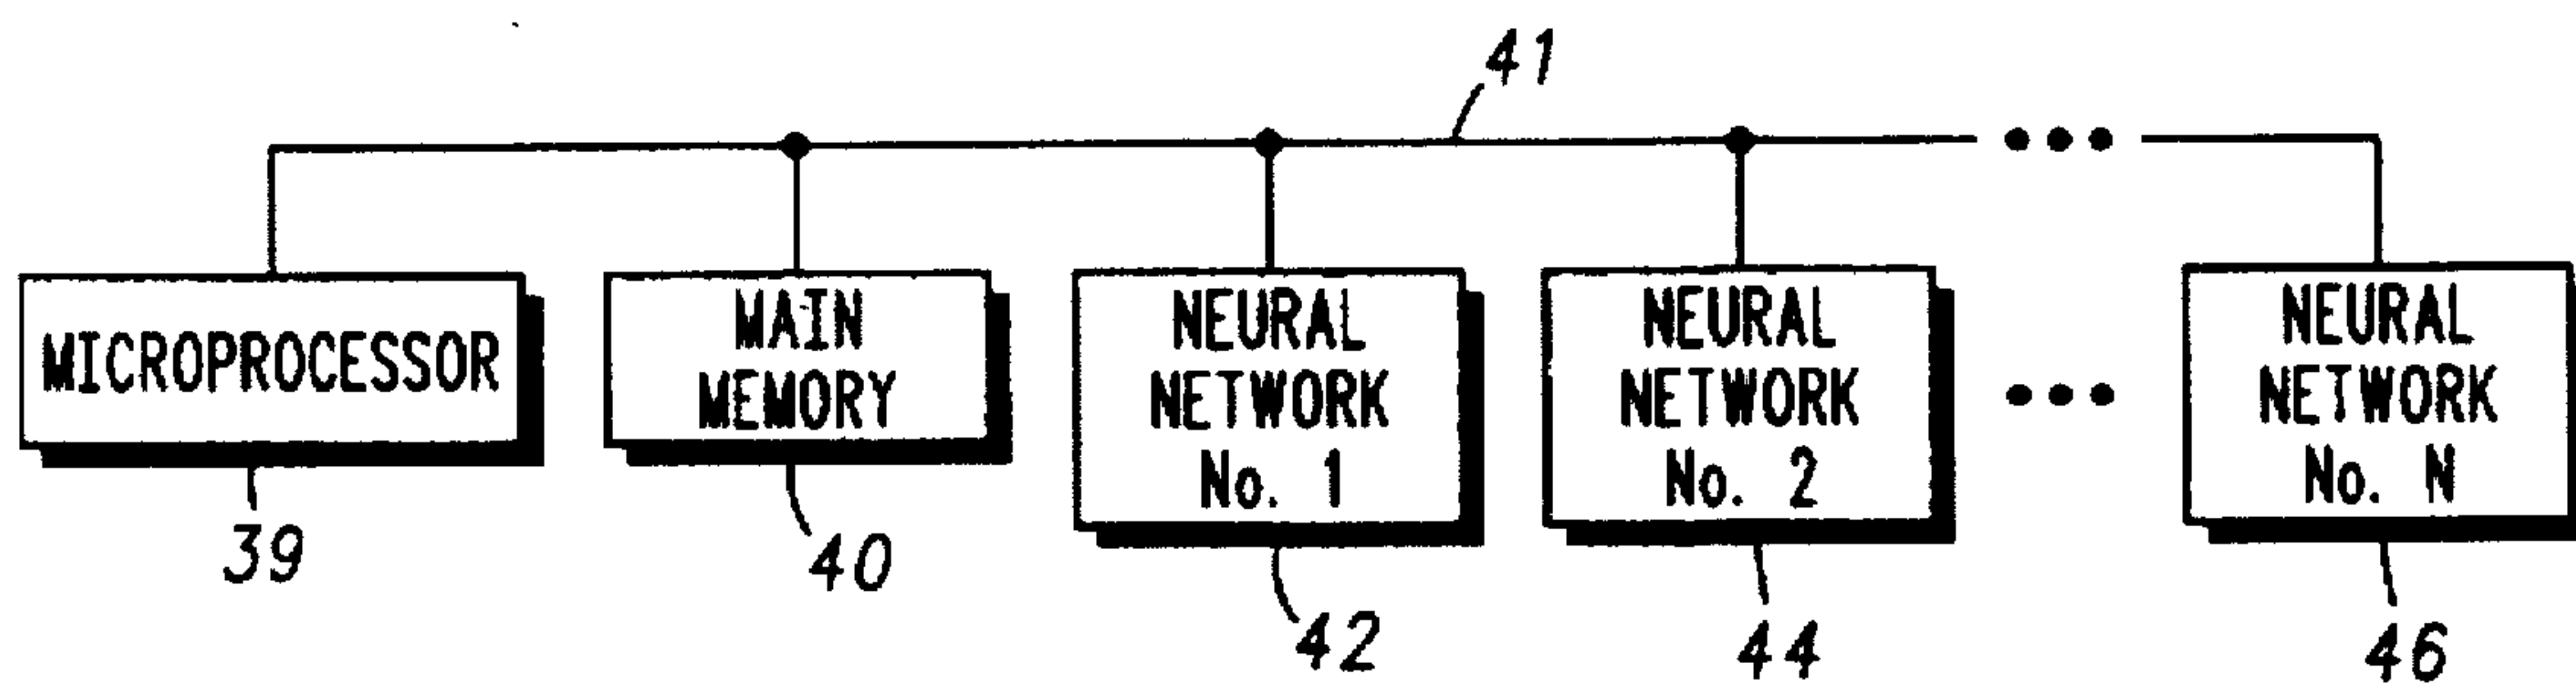 41
MICROPROCESSOR
MAIN
MEMORY
NEURAL
NETWORK
No. 1
NEURAL
NETWORK
No. 2
NEURAL
NETWORK
No. N
39
40
42
44
46